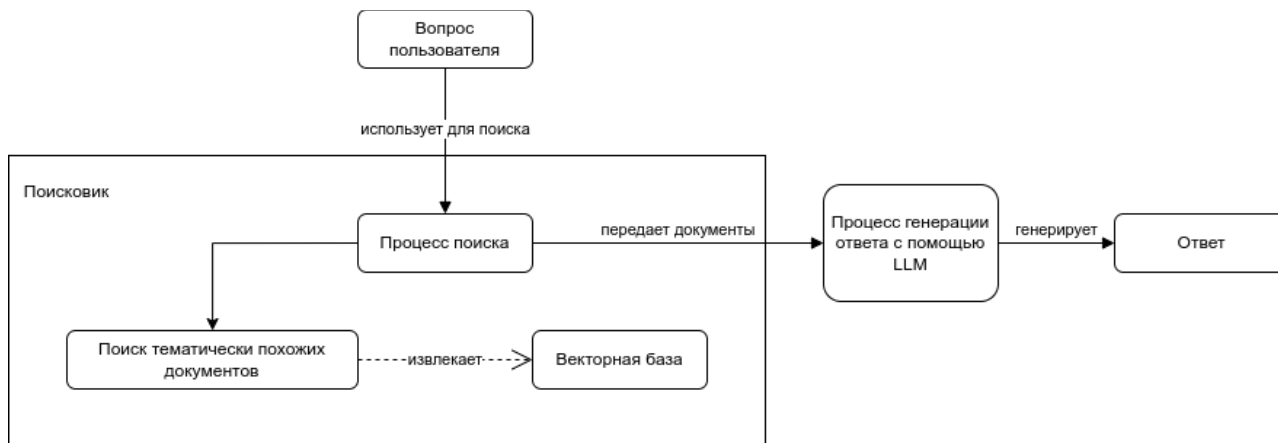 Вопрос
пользователя
использует для поиска
Поисковик
Процесс поиска
передает документы
Процесс генерации
ответа с помощью
LLM
генерирует
Ответ
Поиск тематически похожих
документов
извлекает
Векторная база